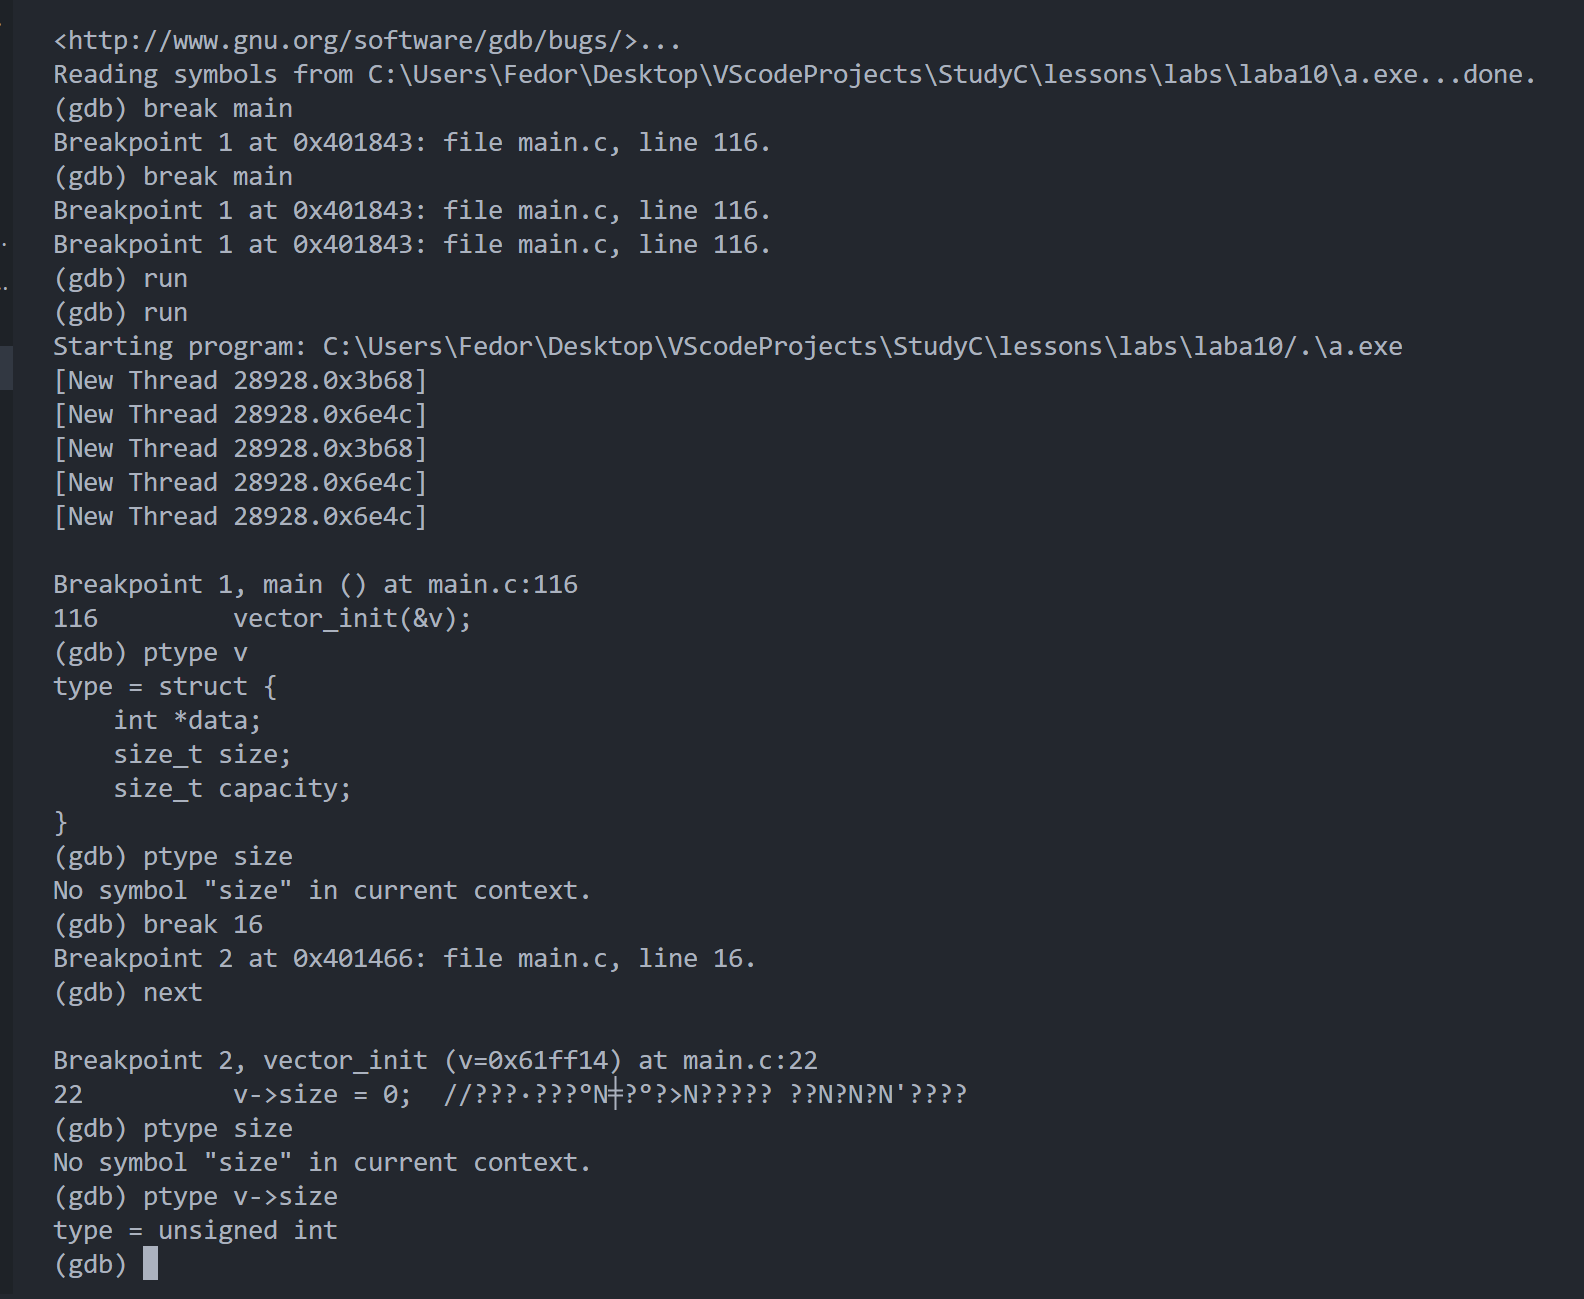 <http://www.gnu.org/software/gdb/bugs/>...
Reading symbols from C:\Users\Fedor\Desktop\VScodeProjects\StudyC\lessons\labs\laba10\a.exe...done.
(gdb) break main
Breakpoint 1 at 0x401843: file main.c, line 116.
(gdb) break main
Breakpoint 1 at 0x401843: file main.c, line 116.
Breakpoint 1 at 0x401843: file main.c, line 116.
(gdb) run
(gdb) run
Starting program: C:\Users\Fedor\Desktop\VScodeProjects\StudyC\lessons\labs\laba10/.\a.exe
[New Thread 28928.0x3b68]
[New Thread 28928.0x6e4c]
[New Thread 28928.0x3b68]
[New Thread 28928.0x6e4c]
[New Thread 28928.0x6e4c]
Breakpoint 1, main () at main.c:116
116         vector_init(&v);
(gdb) ptype v
type = struct {
    int *data;
    size_t size;
    size_t capacity;
}
(gdb) ptype size
No symbol "size" in current context.
(gdb) break 16
Breakpoint 2 at 0x401466: file main.c, line 16.
(gdb) next
Breakpoint 2, vector_init (v=0x61ff14) at main.c:22
22          v->size = 0;  //???·???°N╪?°?>N????? ??N?N?N'????
(gdb) ptype size
No symbol "size" in current context.
(gdb) ptype v->size
type = unsigned int
(gdb)